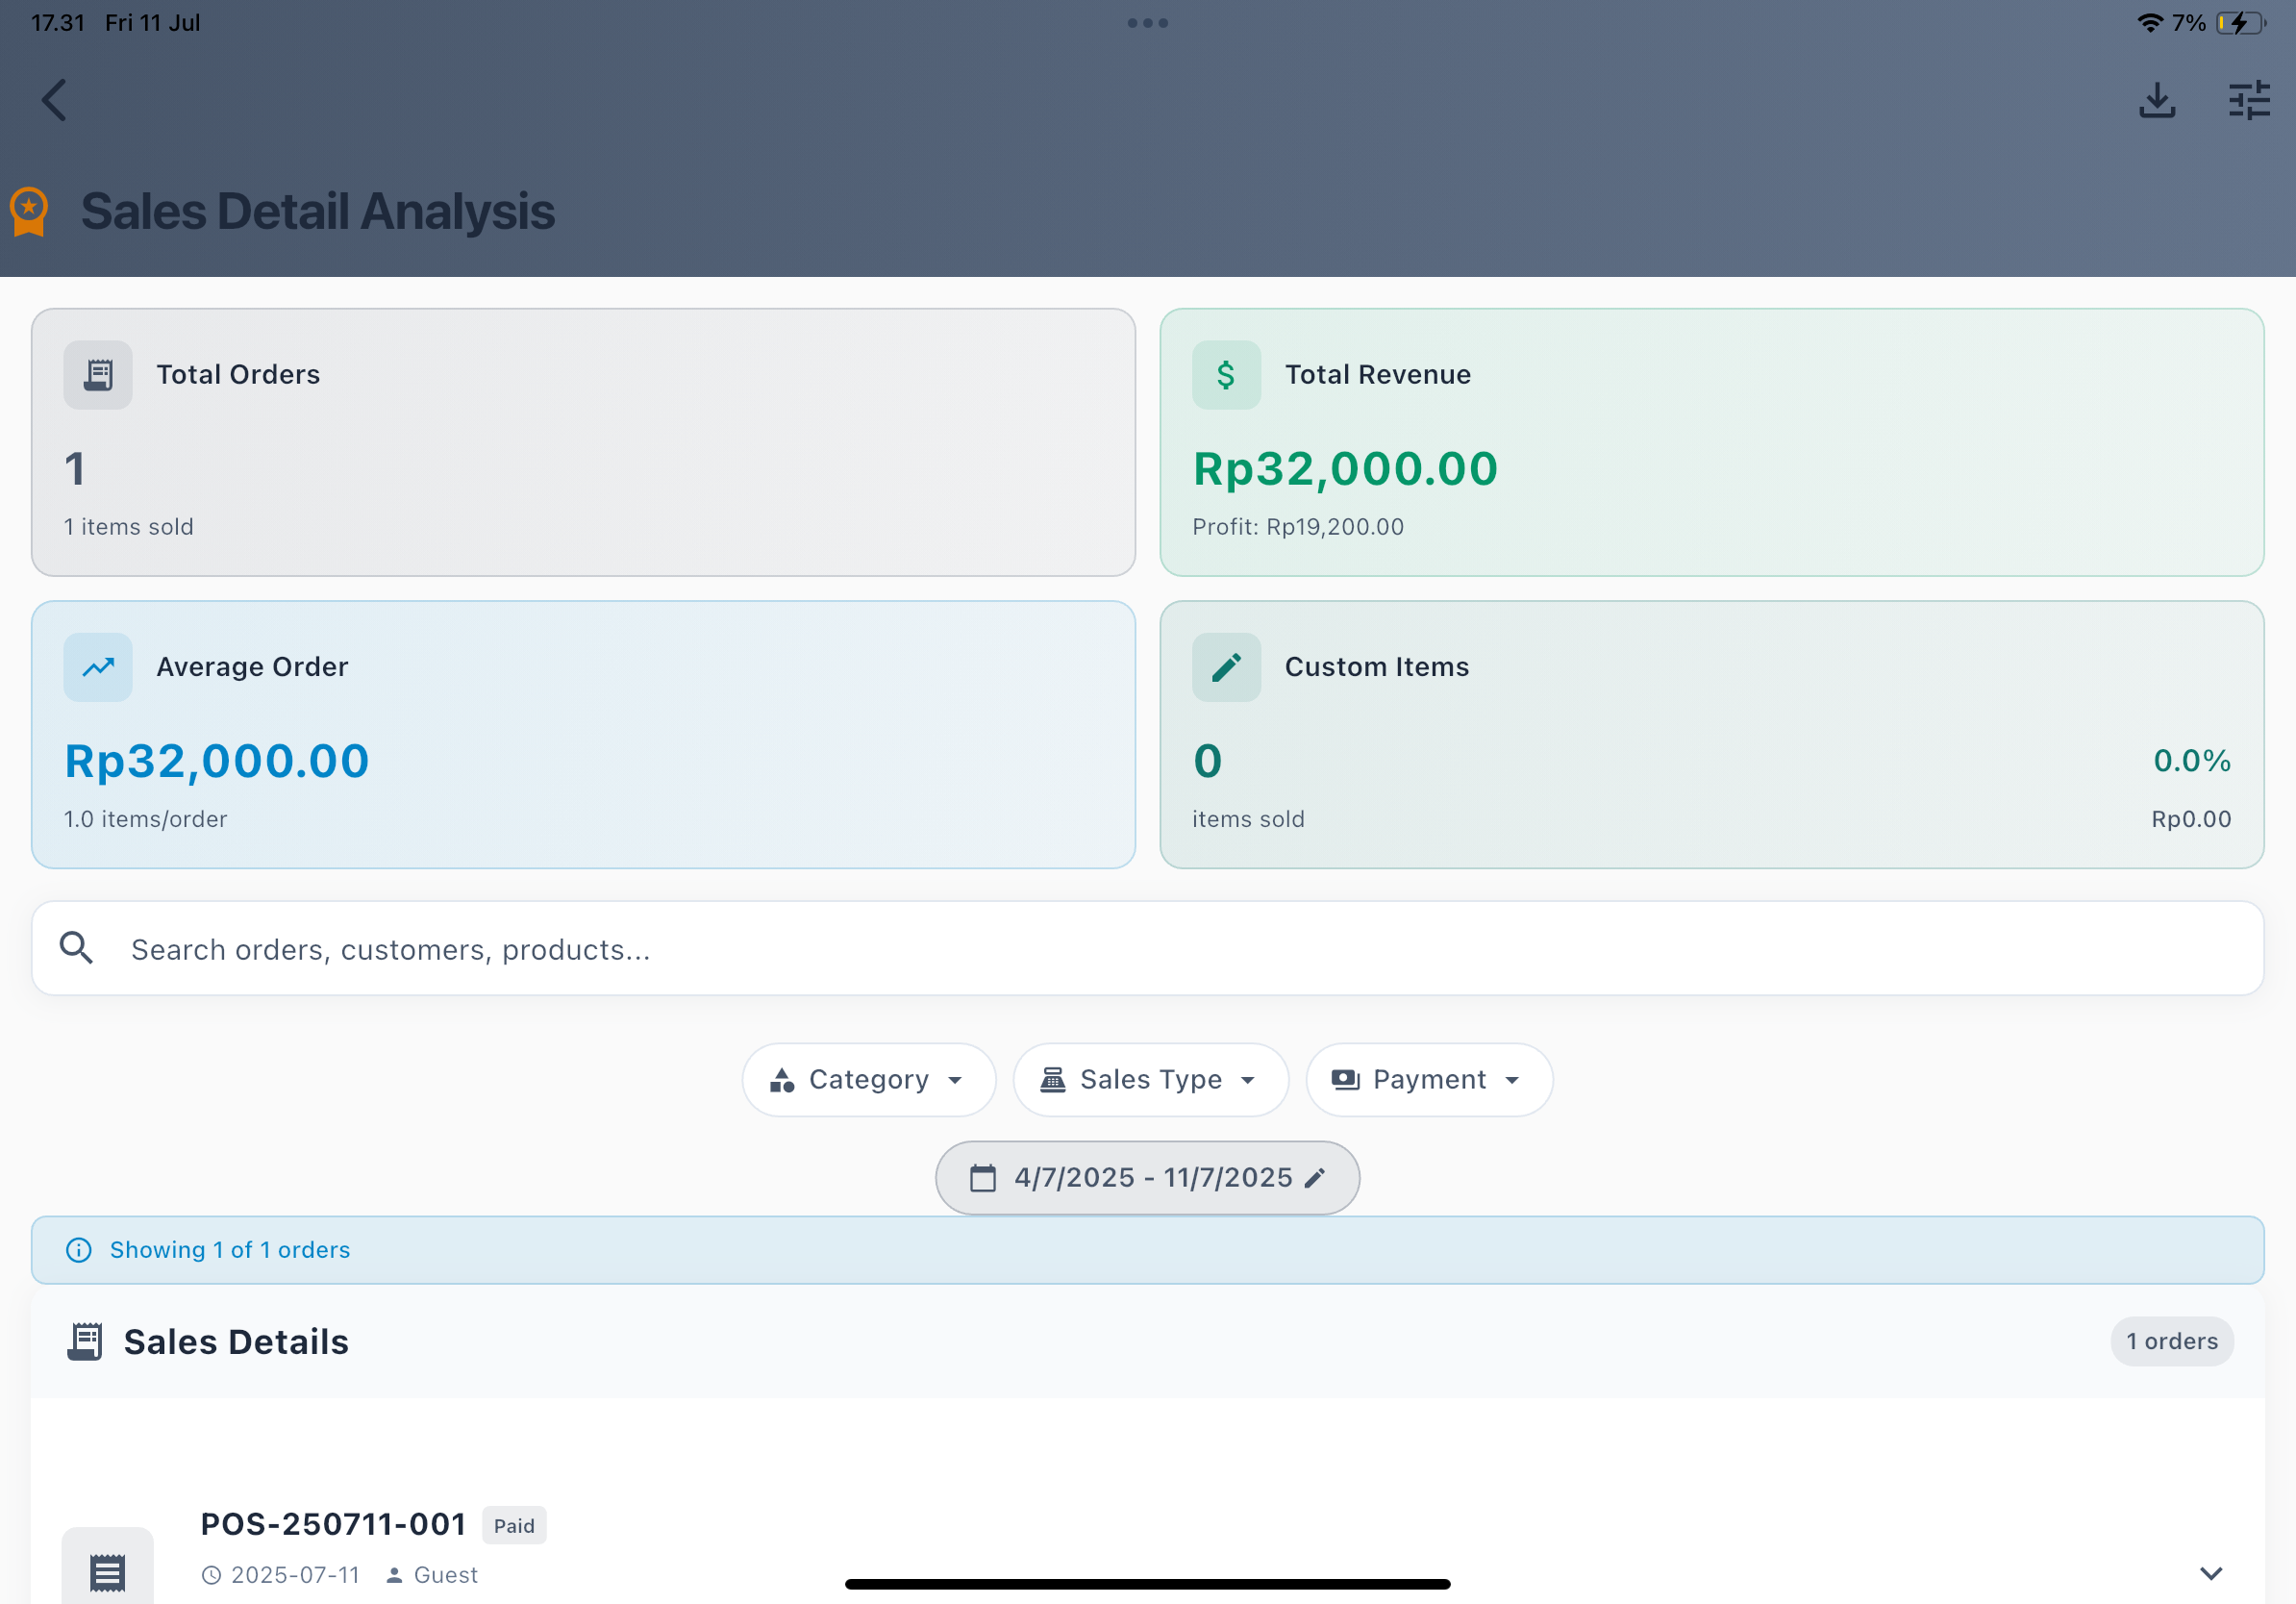 17.31 Fri 11 Jul
7%
Sales Detail Analysis
Total Orders
1
1 items sold
Total Revenue
Rp32,000.00
Profit: Rp19,200.00
Average Order
Rp32,000.00
1.0 items/order
Custom Items
0 0.0%
items sold Rp0.00
Search orders, customers, products...
Category Sales Type Payment
4/7/2025 - 11/7/2025
Showing 1 of 1 orders
Sales Details 1 orders
POS-250711-001 Paid
2025-07-11 Guest